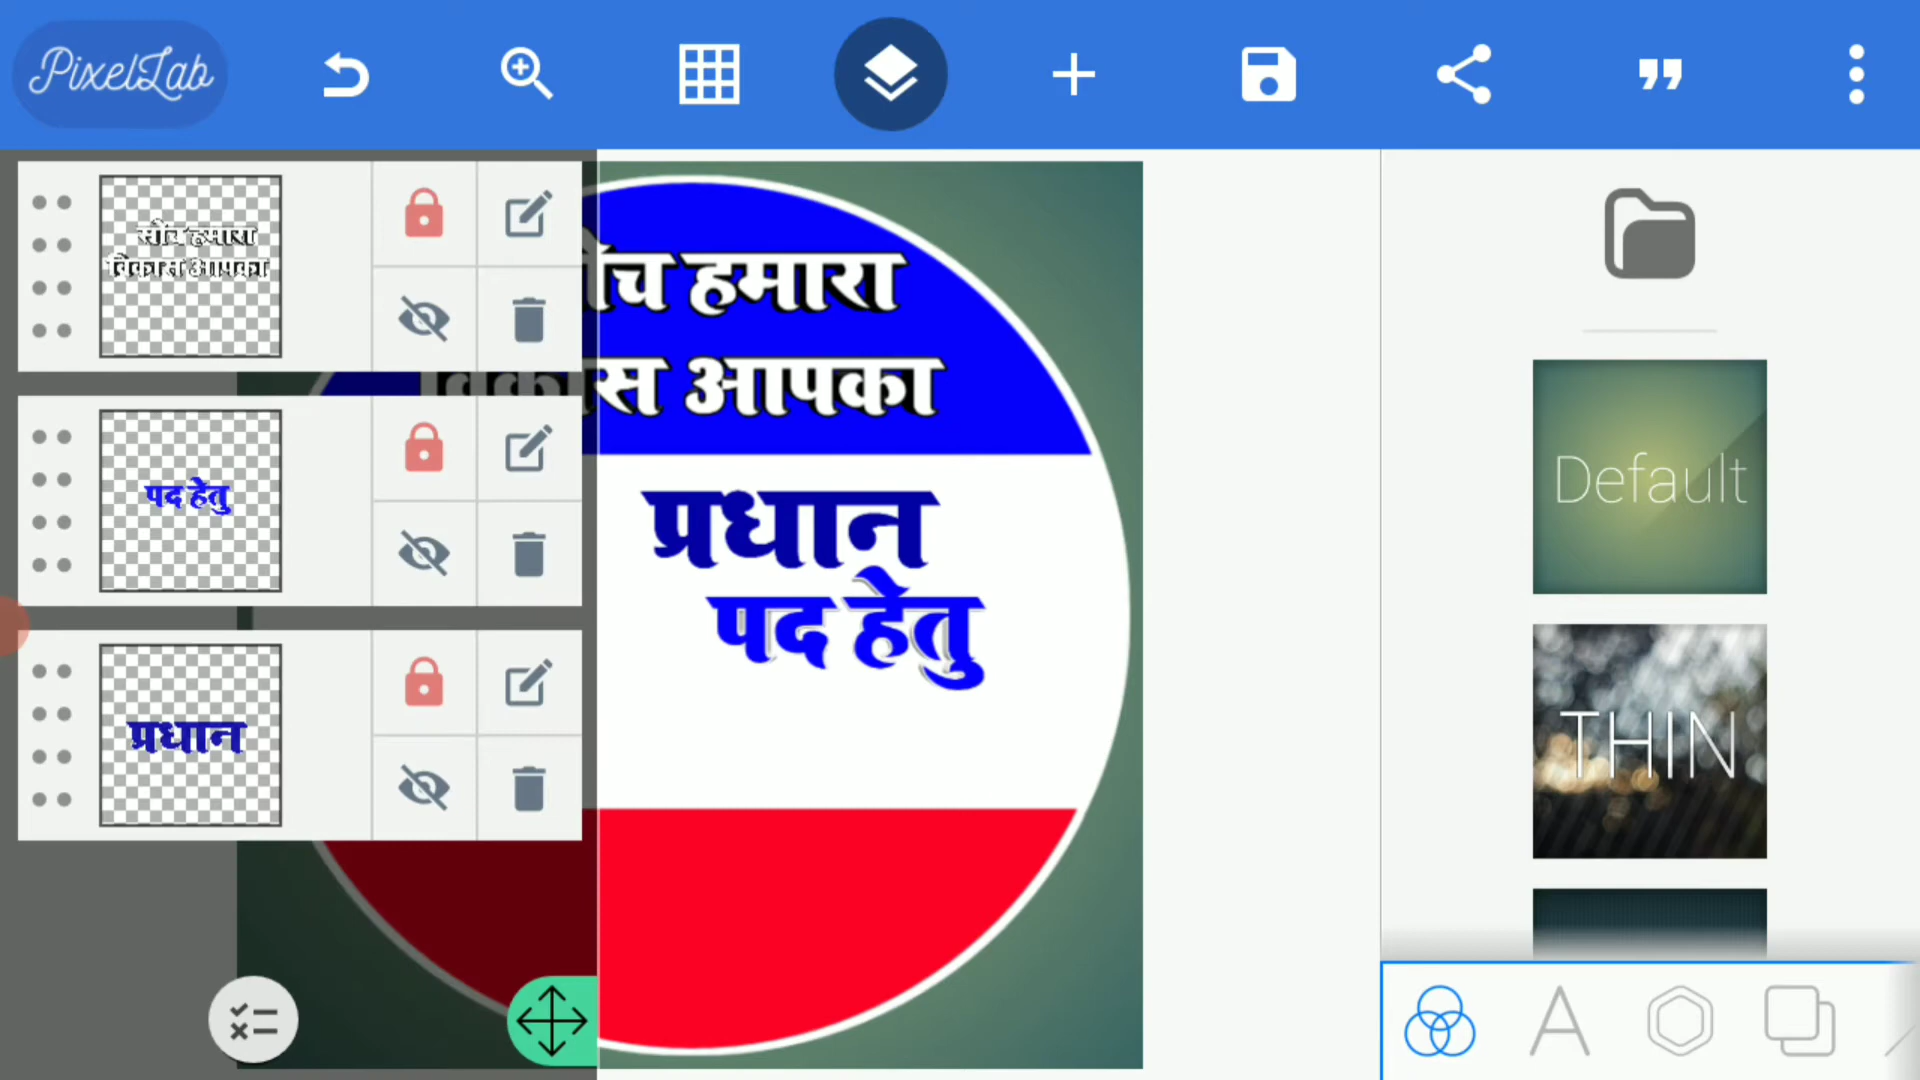 PixelLab
सोंच हमारा
विकास आपका
पद हेतु
प्रधान
ोंच हमारा
विकास आपका
प्रधान
पद हेतु
Default
THIN